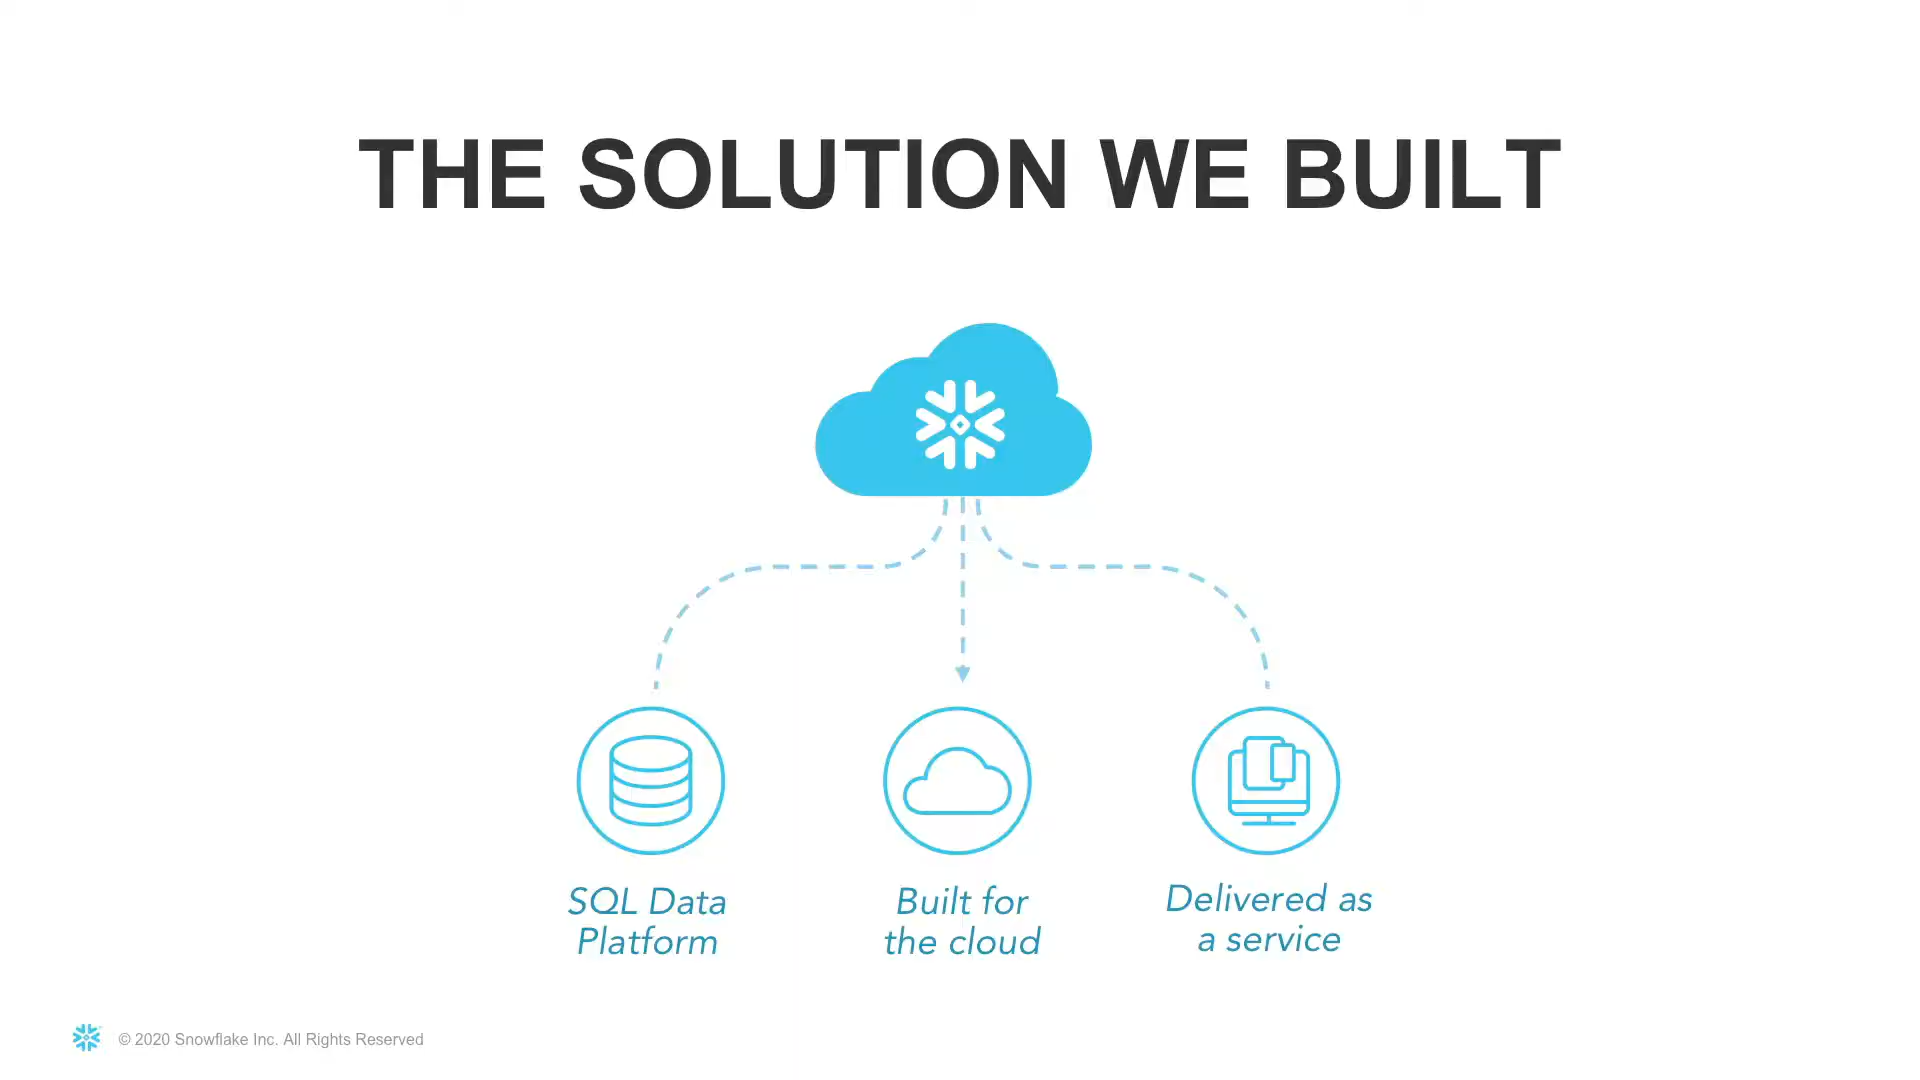 THE SOLUTION WE BUILT
SQL Data
Platform
Built for
the cloud
Delivered as
a service
© 2020 Snowflake Inc. All Rights Reserved